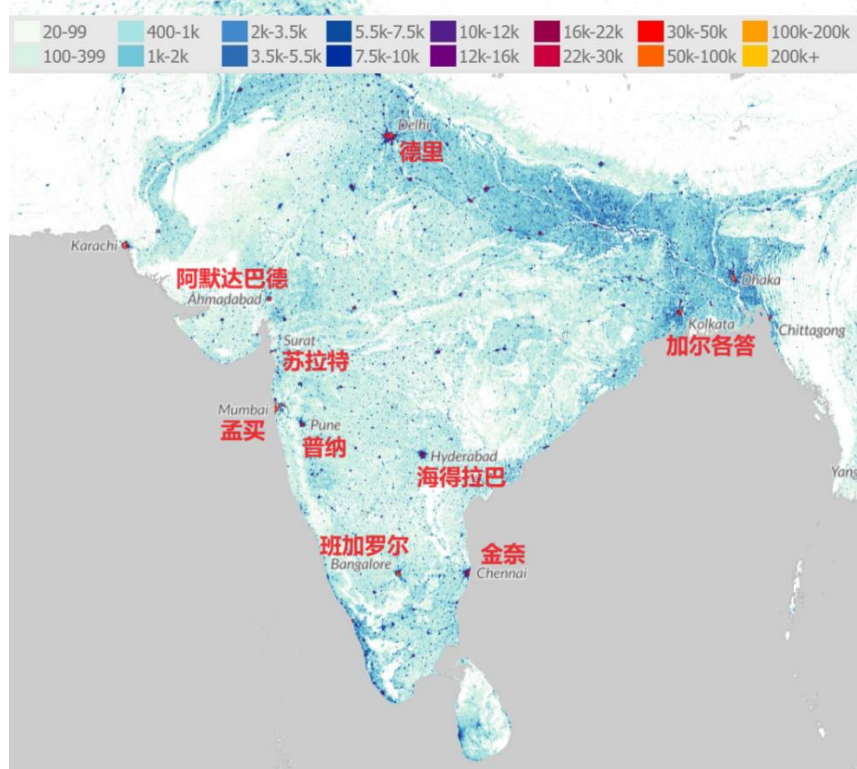 20-99 400-1k 2k-3.5k 5.5k-7.5k 10k-12k 16k-22k 30k-50k 100k-200k
100-399 1k-2k 3.5k-5.5k 7.5k-10k 12k-16k 22k-30k 50k-100k 200k+
Delhi
德里
Karachi
阿默达巴德
Ahmadabad
Dhaka
Surat
苏拉特
Kolkata
加尔各答
Chittagong
Mumbai
孟买
Pune
普纳
Hyderabad
海得拉巴
Yang
班加罗尔
Bangalore
金奈
Chennai